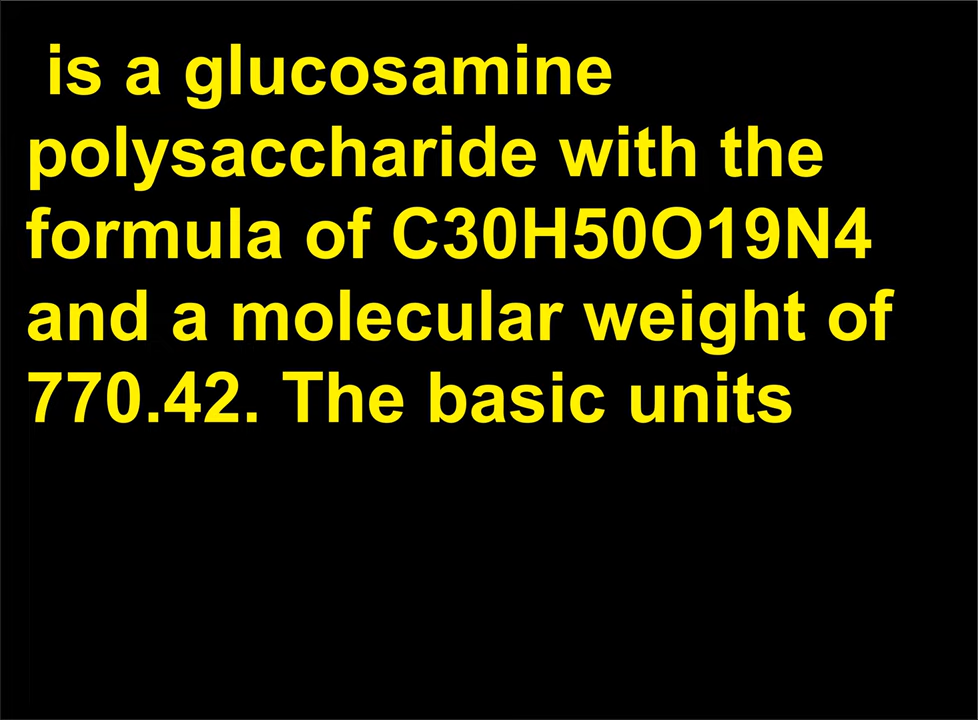 is a glucosamine
polysaccharide with the
formula of C30H50O19N4
and a molecular weight of
770.42. The basic units